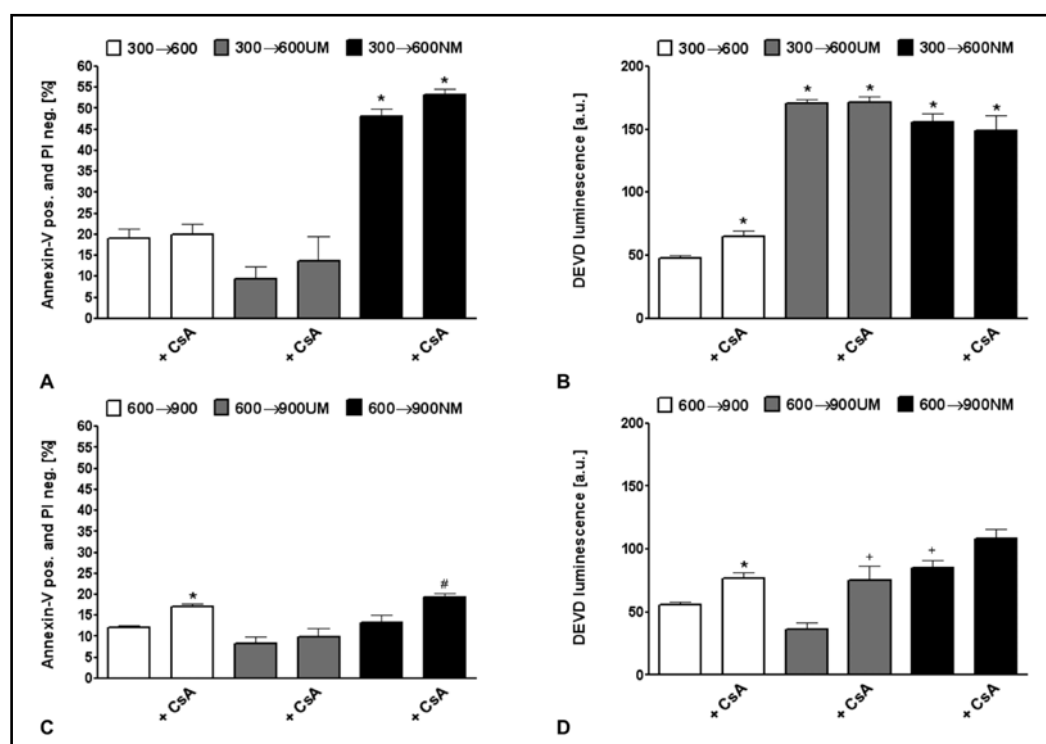 300→600 300→600UM 300→600NM
Annexin-V pos. and PI neg. [%]
60
55
50
45
40
35
30
25
20
15
10
5
0
* *
+ CsA + CsA + CsA
A
300→600 300→600UM 300→600NM
DEVD luminescence [a.u.]
200
150
100
50
0
* * * * *
+ CsA + CsA + CsA
B
600→900 600→900UM 600→900NM
Annexin-V pos. and PI neg. [%]
60
55
50
45
40
35
30
25
20
15
10
5
0
* #
+ CsA + CsA + CsA
C
600→900 600→900UM 600→900NM
DEVD luminescence [a.u.]
200
150
100
50
0
* + +
+ CsA + CsA + CsA
D